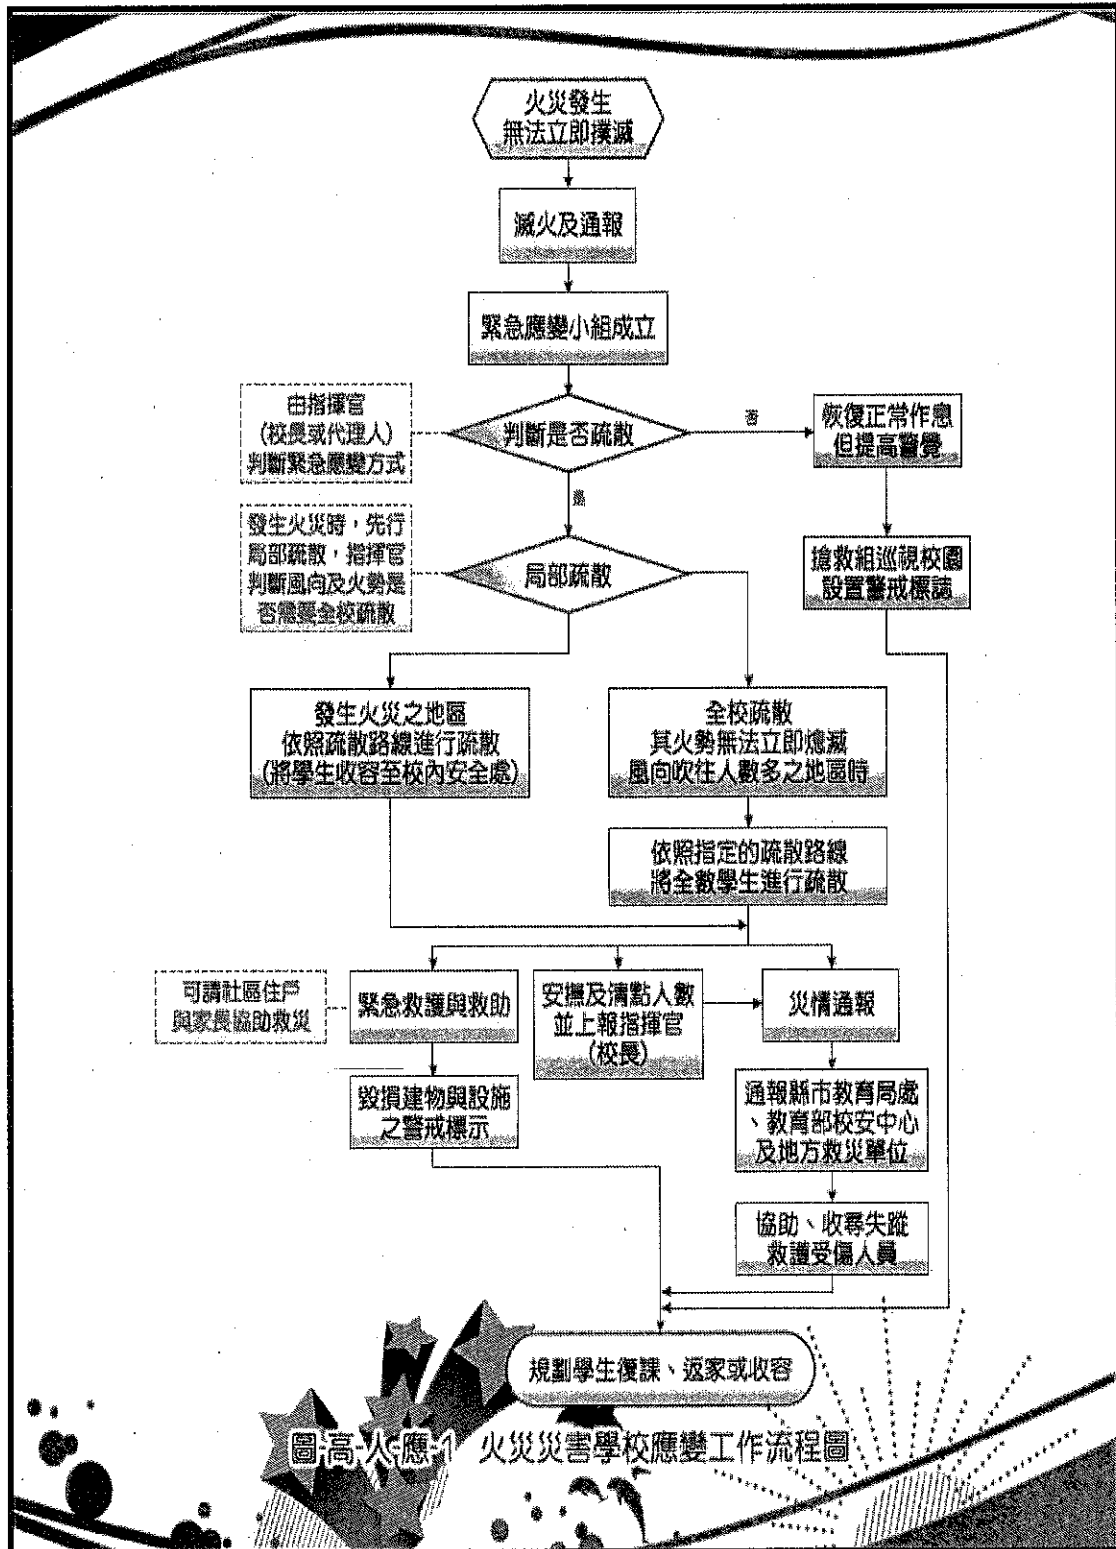 火災發生
無法立即撲滅
滅火及通報
緊急應變小組成立
由指揮官
(校長或代理人)
判斷緊急應變方式
判斷是否疏散
否
恢復正常作息
但提高警覺
是
發生火災時，先行
局部疏散，指揮官
判斷風向及火勢是
否需要全校疏散
局部疏散
搶救組巡視校園
設置警戒標誌
發生火災之地區
依照疏散路線進行疏散
(將學生收容至校內安全處)
全校疏散
其火勢無法立即熄滅
風向吹往人數多之地區時
依照指定的疏散路線
將全數學生進行疏散
可請社區住戶
與家長協助救災
緊急救護與救助
安撫及清點人數
並上報指揮官
(校長)
災情通報
毀損建物與設施
之警戒標示
通報縣市教育局處
、教育部校安中心
及地方救災單位
協助、收尋失蹤
救護受傷人員
規劃學生復課、返家或收容
圖-高-人-應-1 火災災害學校應變工作流程圖